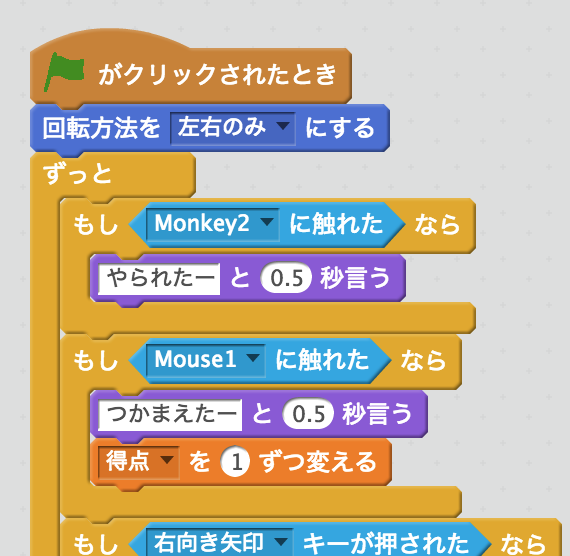 がクリックされたとき
回転方法を 左右のみ にする
ずっと
もし Monkey2 に触れた なら
やられたー と 0.5 秒言う
もし Mouse1 に触れた なら
つかまえたー と 0.5 秒言う
得点 を 1 ずつ変える
もし 右向き矢印 キーが押された なら